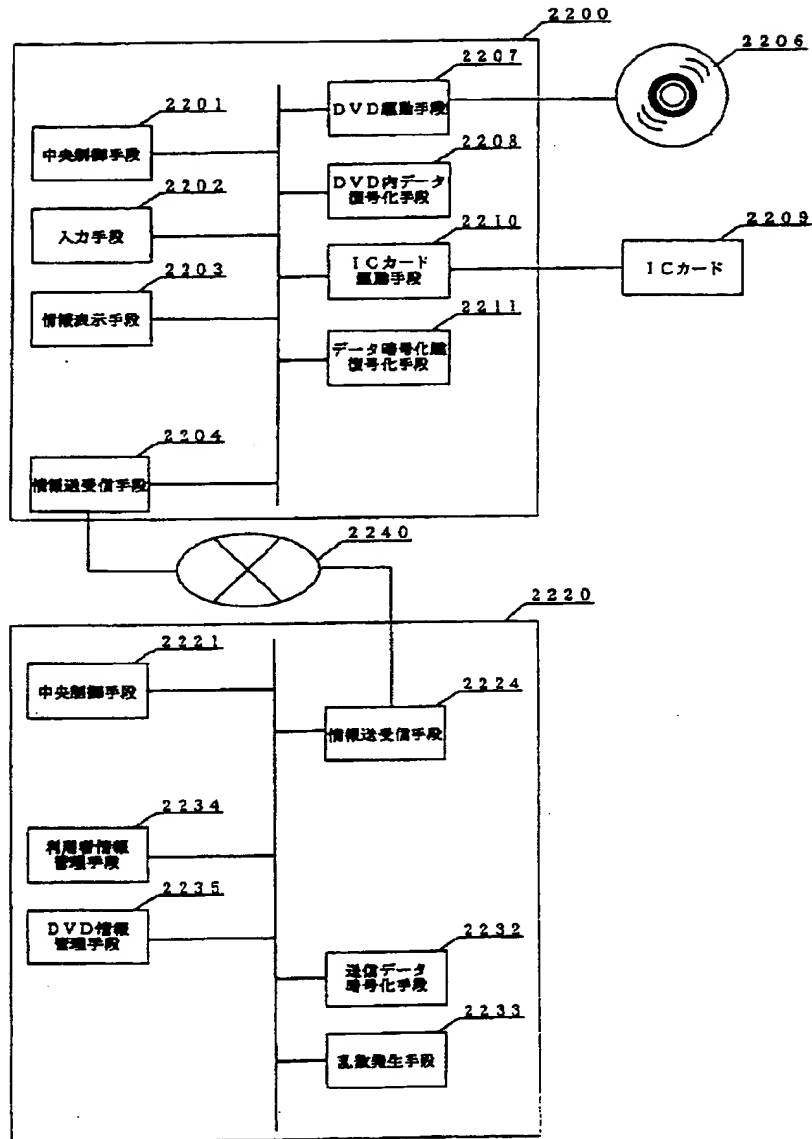 ２２００
２２０６
２２０７
ＤＶＤ駆動手段
２２０１
中央制御手段
２２０８
ＤＶＤ内データ
復号化手段
２２０２
入力手段
２２１０
ＩＣカード
駆動手段
２２０９
ＩＣカード
２２０３
情報表示手段
２２１１
データ暗号化鍵
復号化手段
２２０４
情報送受信手段
２２４０
２２２０
２２２１
中央制御手段
２２２４
情報送受信手段
２２３４
利用者情報
管理手段
２２３５
ＤＶＤ情報
管理手段
２２３２
送信データ
暗号化手段
２２３３
乱数発生手段